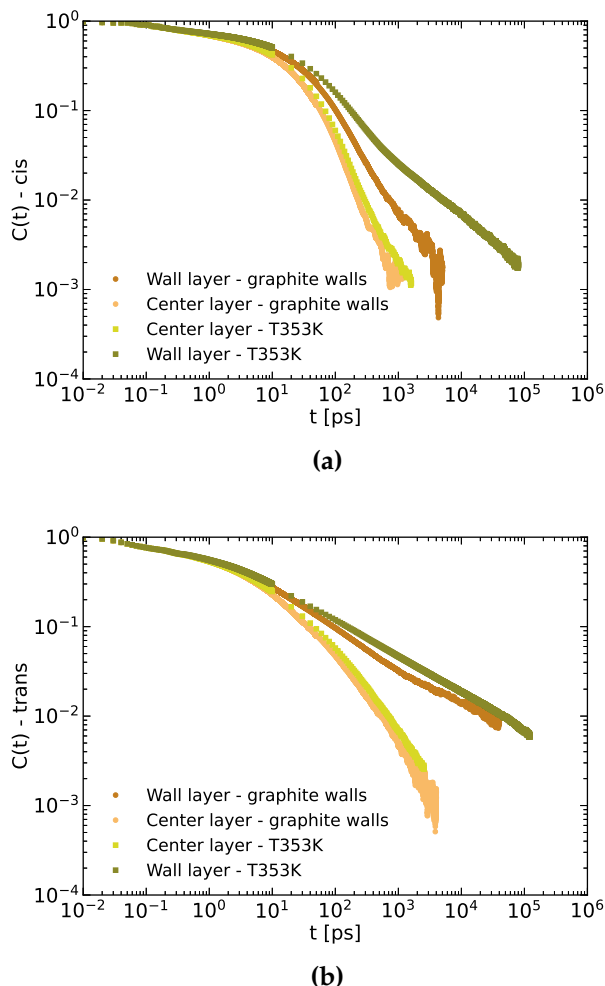 10^0
10^−1
10^−2
10^−3
10^−4
C(t) - cis
Wall layer - graphite walls
Center layer - graphite walls
Center layer - T353K
Wall layer - T353K
10^−2 10^−1 10^0 10^1 10^2 10^3 10^4 10^5 10^6
t [ps]
(a)
10^0
10^−1
10^−2
10^−3
10^−4
C(t) - trans
Wall layer - graphite walls
Center layer - graphite walls
Center layer - T353K
Wall layer - T353K
10^−2 10^−1 10^0 10^1 10^2 10^3 10^4 10^5 10^6
t [ps]
(b)